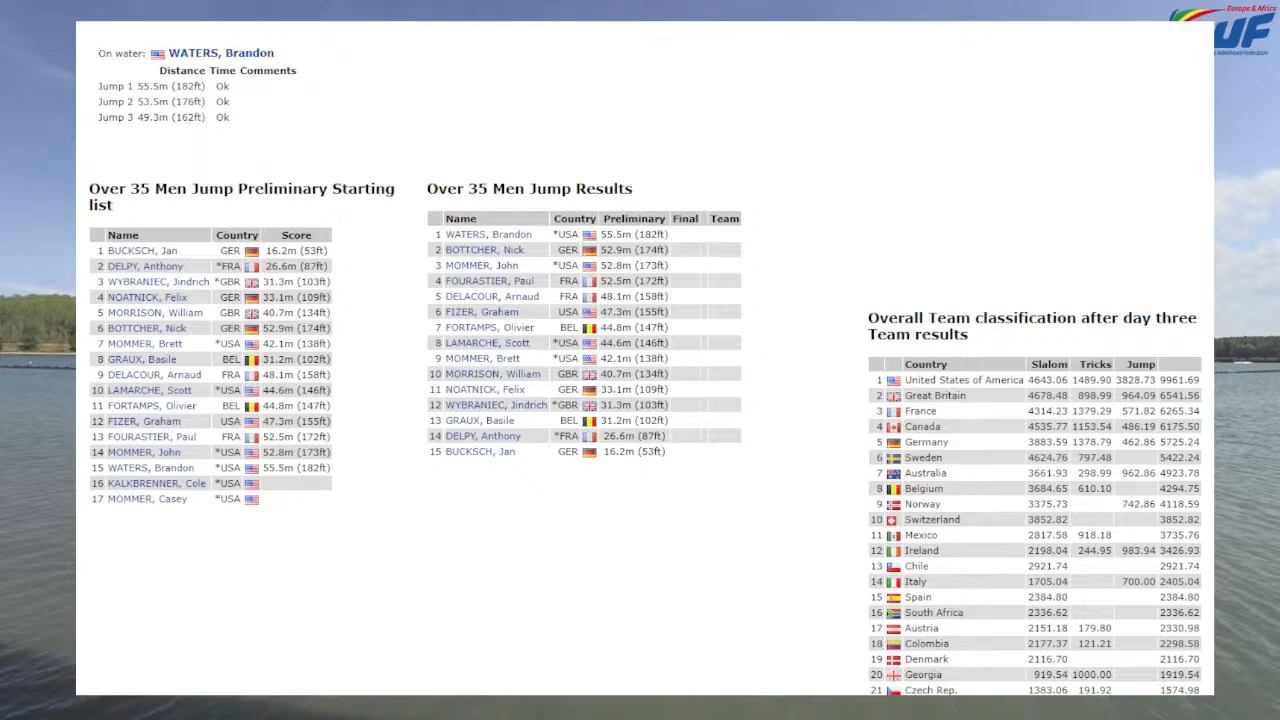 Europe & Africa
UF
& Wakeboard Federation
On water: WATERS, Brandon
Distance Time Comments
Jump 1 55.5m (182ft) Ok
Jump 2 53.5m (176ft) Ok
Jump 3 49.3m (162ft) Ok
Over 35 Men Jump Preliminary Starting
list
Name Country Score
1 BUCKSCH, Jan GER 16.2m (53ft)
2 DELPY, Anthony *FRA 26.6m (87ft)
3 WYBRANIEC, Jindrich *GBR 31.3m (103ft)
4 NOATNICK, Felix GER 33.1m (109ft)
5 MORRISON, William GBR 40.7m (134ft)
6 BOTTCHER, Nick GER 52.9m (174ft)
7 MOMMER, Brett *USA 42.1m (138ft)
8 GRAUX, Basile BEL 31.2m (102ft)
9 DELACOUR, Arnaud FRA 48.1m (158ft)
10 LAMARCHE, Scott *USA 44.6m (146ft)
11 FORTAMPS, Olivier BEL 44.8m (147ft)
12 FIZER, Graham USA 47.3m (155ft)
13 FOURASTIER, Paul FRA 52.5m (172ft)
14 MOMMER, John *USA 52.8m (173ft)
15 WATERS, Brandon *USA 55.5m (182ft)
16 KALKBRENNER, Cole *USA
17 MOMMER, Casey *USA
Over 35 Men Jump Results
Name Country Preliminary Final Team
1 WATERS, Brandon *USA 55.5m (182ft)
2 BOTTCHER, Nick GER 52.9m (174ft)
3 MOMMER, John *USA 52.8m (173ft)
4 FOURASTIER, Paul FRA 52.5m (172ft)
5 DELACOUR, Arnaud FRA 48.1m (158ft)
6 FIZER, Graham USA 47.3m (155ft)
7 FORTAMPS, Olivier BEL 44.8m (147ft)
8 LAMARCHE, Scott *USA 44.6m (146ft)
9 MOMMER, Brett *USA 42.1m (138ft)
10 MORRISON, William GBR 40.7m (134ft)
11 NOATNICK, Felix GER 33.1m (109ft)
12 WYBRANIEC, Jindrich *GBR 31.3m (103ft)
13 GRAUX, Basile BEL 31.2m (102ft)
14 DELPY, Anthony *FRA 26.6m (87ft)
15 BUCKSCH, Jan GER 16.2m (53ft)
Overall Team classification after day three
Team results
Country Slalom Tricks Jump
1 United States of America 4643.06 1489.90 3828.73 9961.69
2 Great Britain 4678.48 898.99 964.09 6541.56
3 France 4314.23 1379.29 571.82 6265.34
4 Canada 4535.77 1153.54 486.19 6175.50
5 Germany 3883.59 1378.79 462.86 5725.24
6 Sweden 4624.76 797.48 5422.24
7 Australia 3661.93 298.99 962.86 4923.78
8 Belgium 3684.65 610.10 4294.75
9 Norway 3375.73 742.86 4118.59
10 Switzerland 3852.82 3852.82
11 Mexico 2817.58 918.18 3735.76
12 Ireland 2198.04 244.95 983.94 3426.93
13 Chile 2921.74 2921.74
14 Italy 1705.04 700.00 2405.04
15 Spain 2384.80 2384.80
16 South Africa 2336.62 2336.62
17 Austria 2151.18 179.80 2330.98
18 Colombia 2177.37 121.21 2298.58
19 Denmark 2116.70 2116.70
20 Georgia 919.54 1000.00 1919.54
21 Czech Rep. 1383.06 191.92 1574.98